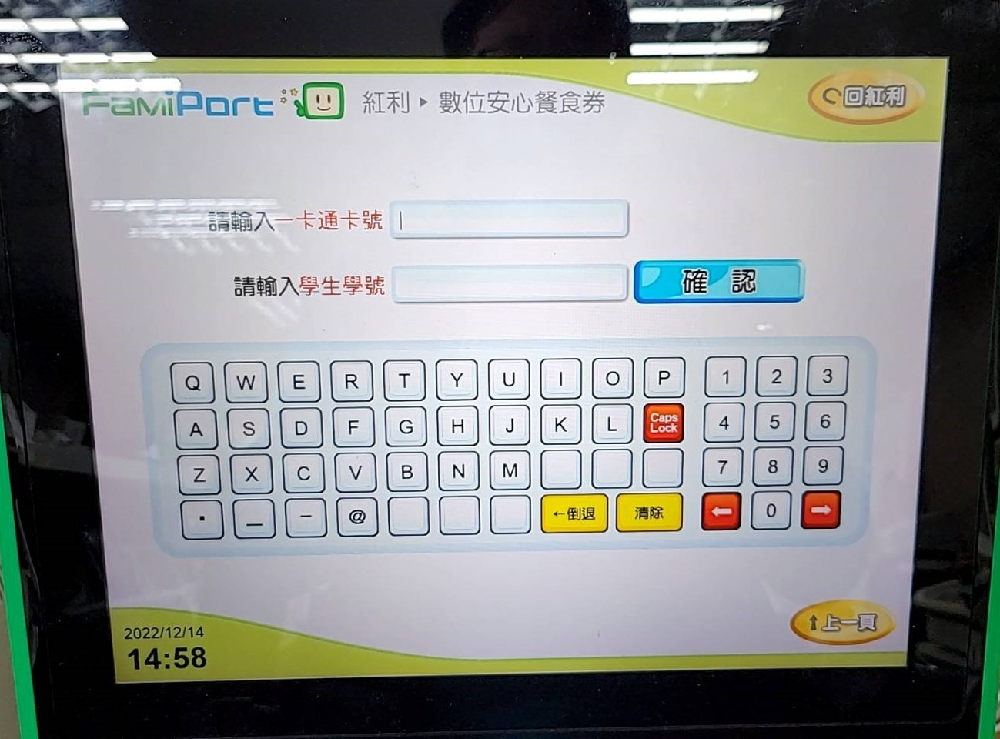 FamiPort 紅利▶數位安心餐食券 回紅利
請輸入一卡通卡號
請輸入學生學號 確 認
Q W E R T Y U I O P 1 2 3
A S D F G H J K L Caps Lock 4 5 6
Z X C V B N M 7 8 9
. _ - @ ←倒退 清除 ← 0 →
↑上一頁
2022/12/14
14:58